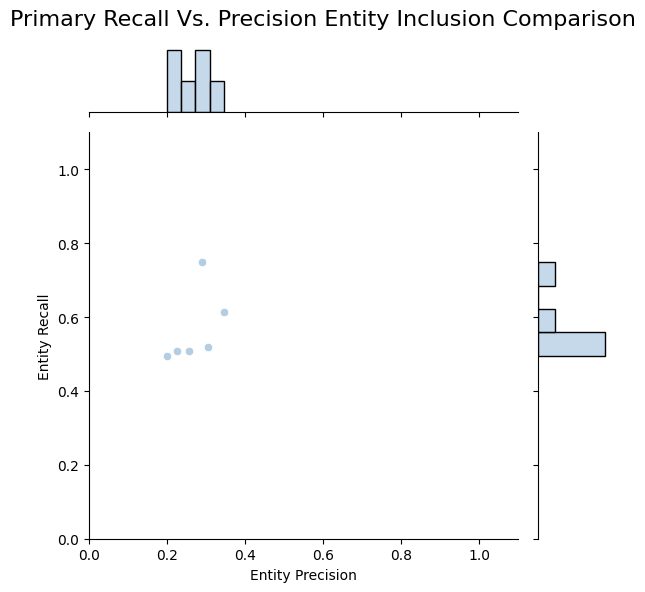 Primary Recall Vs. Precision Entity Inclusion Comparison
1.0
0.8
0.6
0.4
0.2
0.0
Entity Recall
0.0 0.2 0.4 0.6 0.8 1.0
Entity Precision